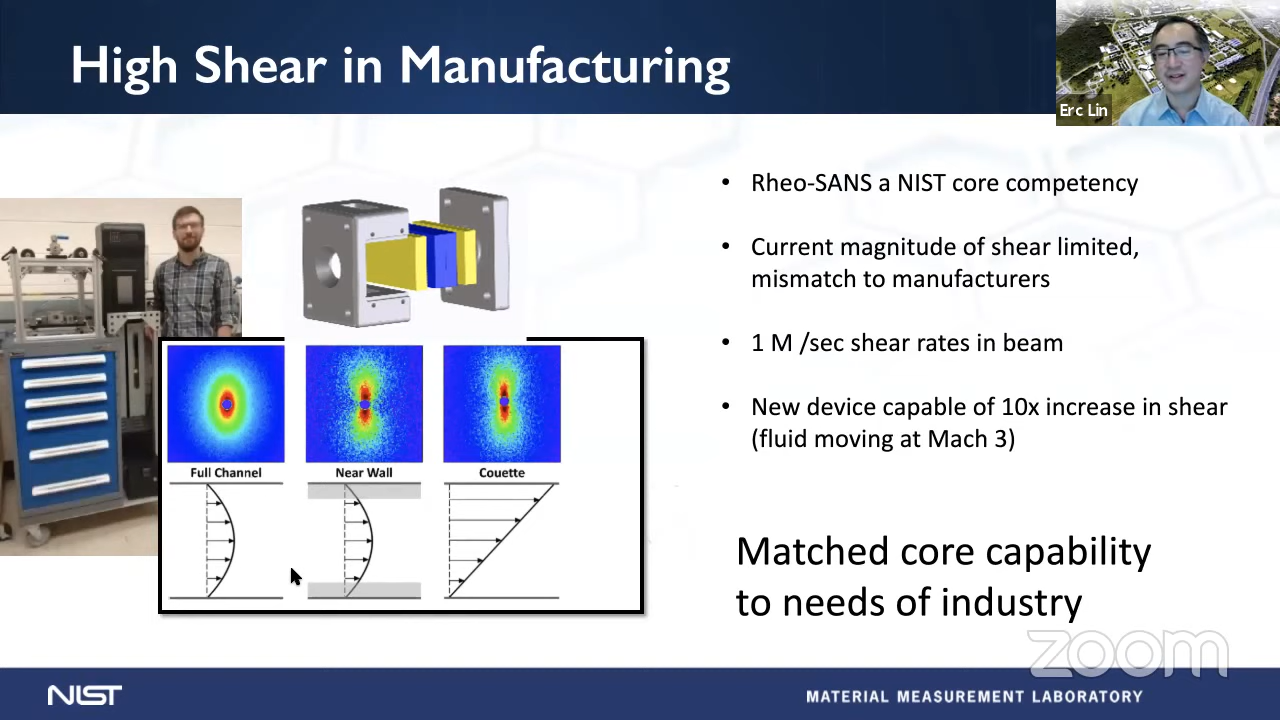 High Shear in Manufacturing
Erc Lin
• Rheo-SANS a NIST core competency
• Current magnitude of shear limited,
mismatch to manufacturers
• 1 M /sec shear rates in beam
• New device capable of 10x increase in shear
(fluid moving at Mach 3)
Full Channel
Near Wall
Couette
Matched core capability
to needs of industry
zoom
NIST
MATERIAL MEASUREMENT LABORATORY